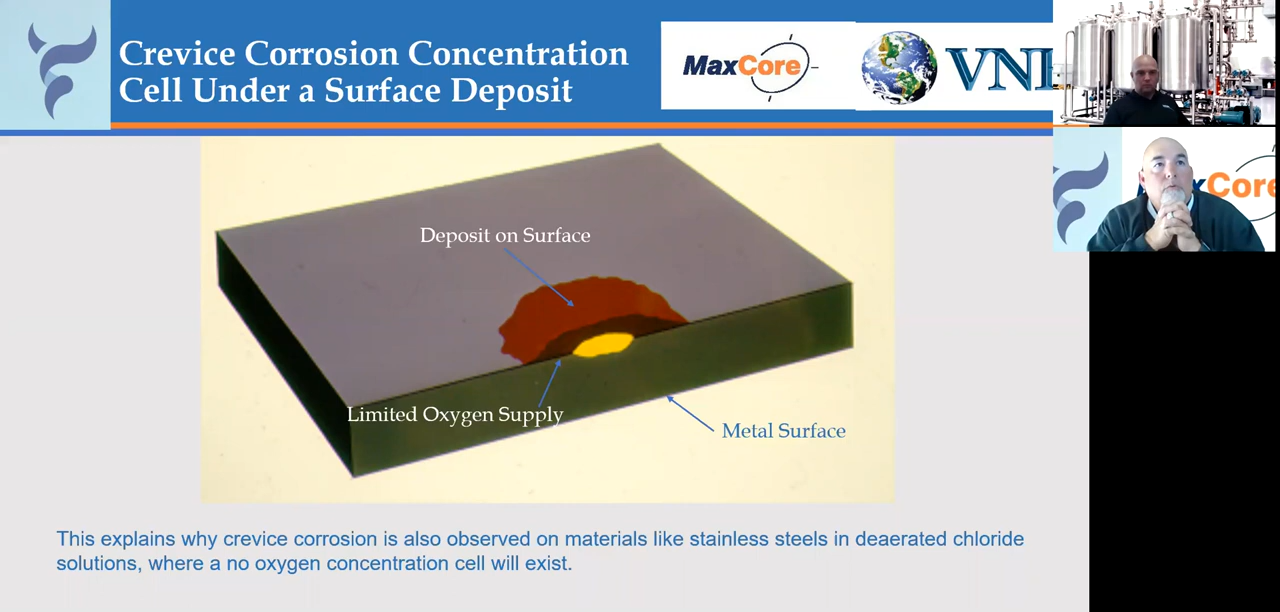 Crevice Corrosion Concentration
Cell Under a Surface Deposit
MaxCore
Core
Deposit on Surface
Limited Oxygen Supply
Metal Surface
This explains why crevice corrosion is also observed on materials like stainless steels in deaerated chloride
solutions, where a no oxygen concentration cell will exist.